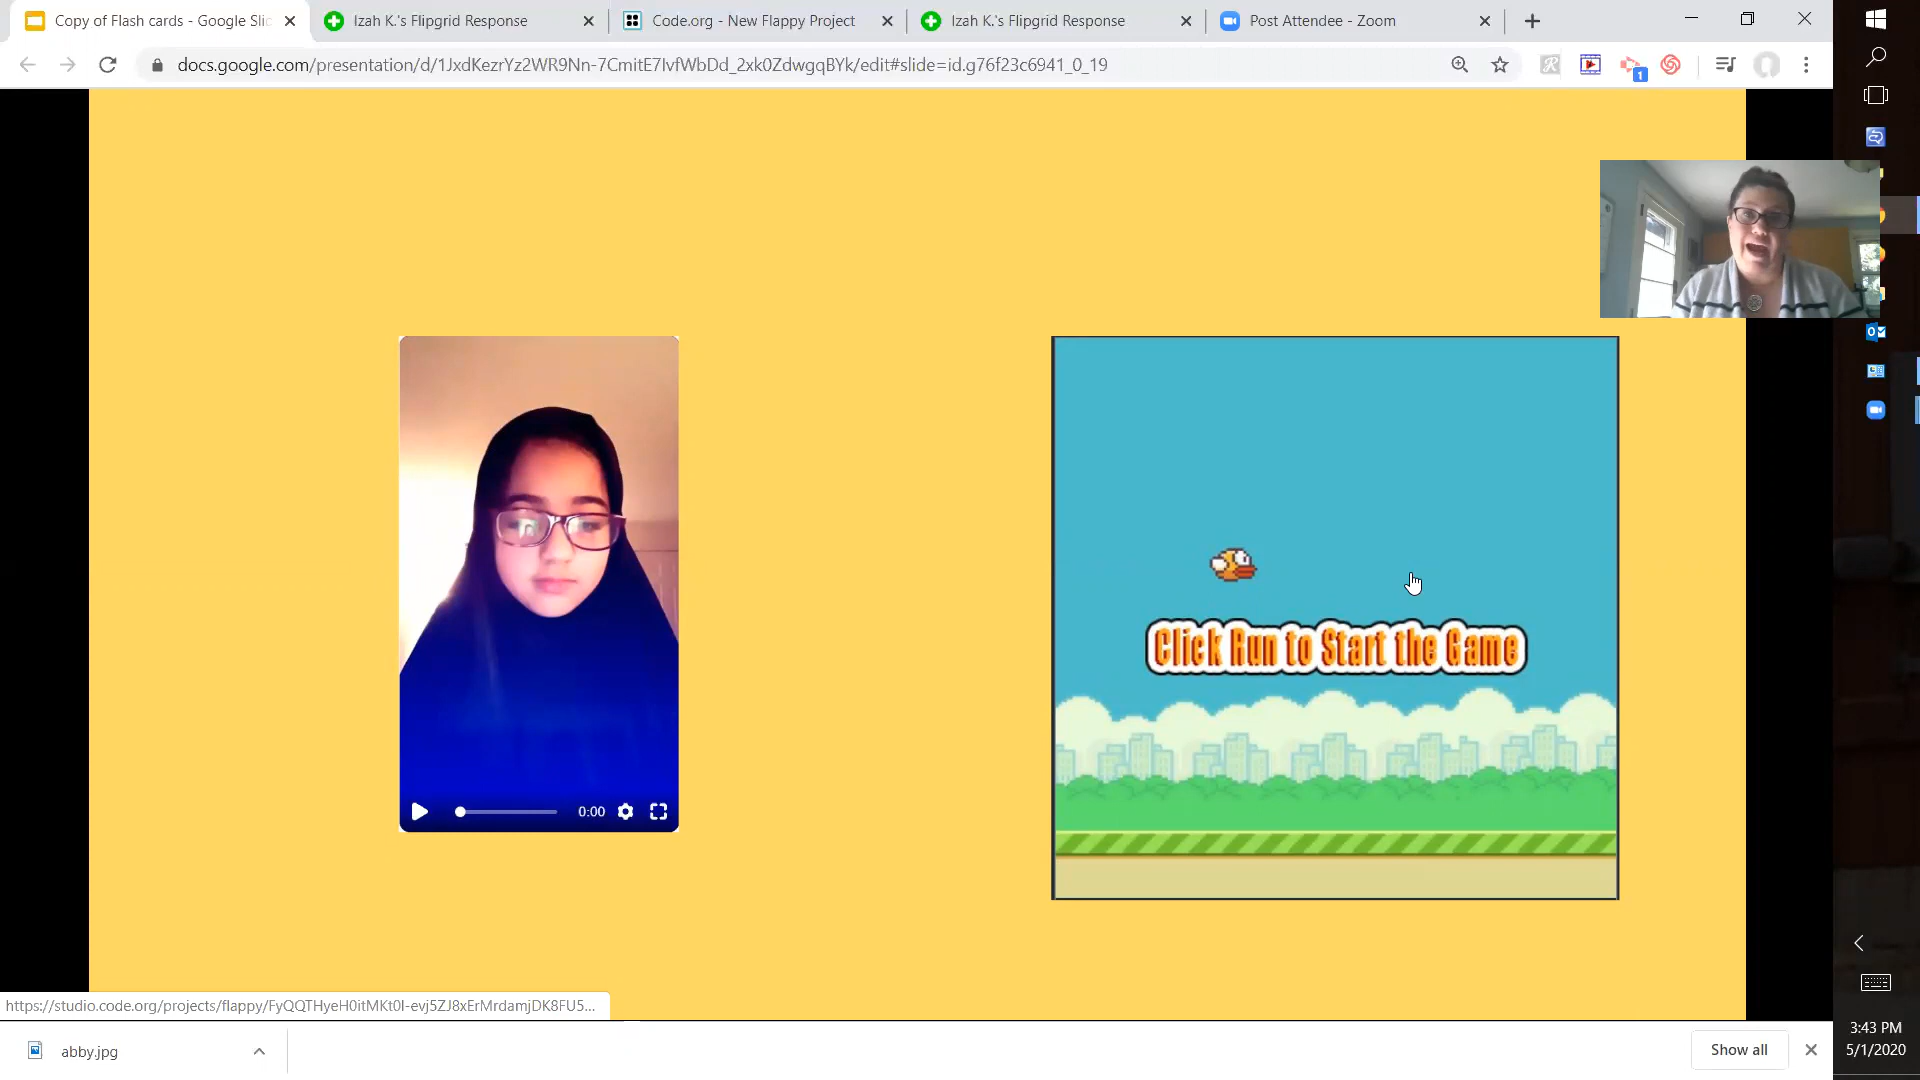 Copy of Flash cards - Google Slic
Izah K.'s Flipgrid Response
Code.org - New Flappy Project
Izah K.'s Flipgrid Response
Post Attendee - Zoom
docs.google.com/presentation/d/1JxdKezrYz2WR9Nn-7CmitE7IvfWbDd_2xk0ZdwgqBYk/edit#slide=id.g76f23c6941_0_19
1
Click Run to Start the Game
0:00
https://studio.code.org/projects/flappy/FyQQTHyeH0itMKt0I-evj5ZJ8xErMrdamjDK8FU5...
abby.jpg
Show all
3:43 PM
5/1/2020